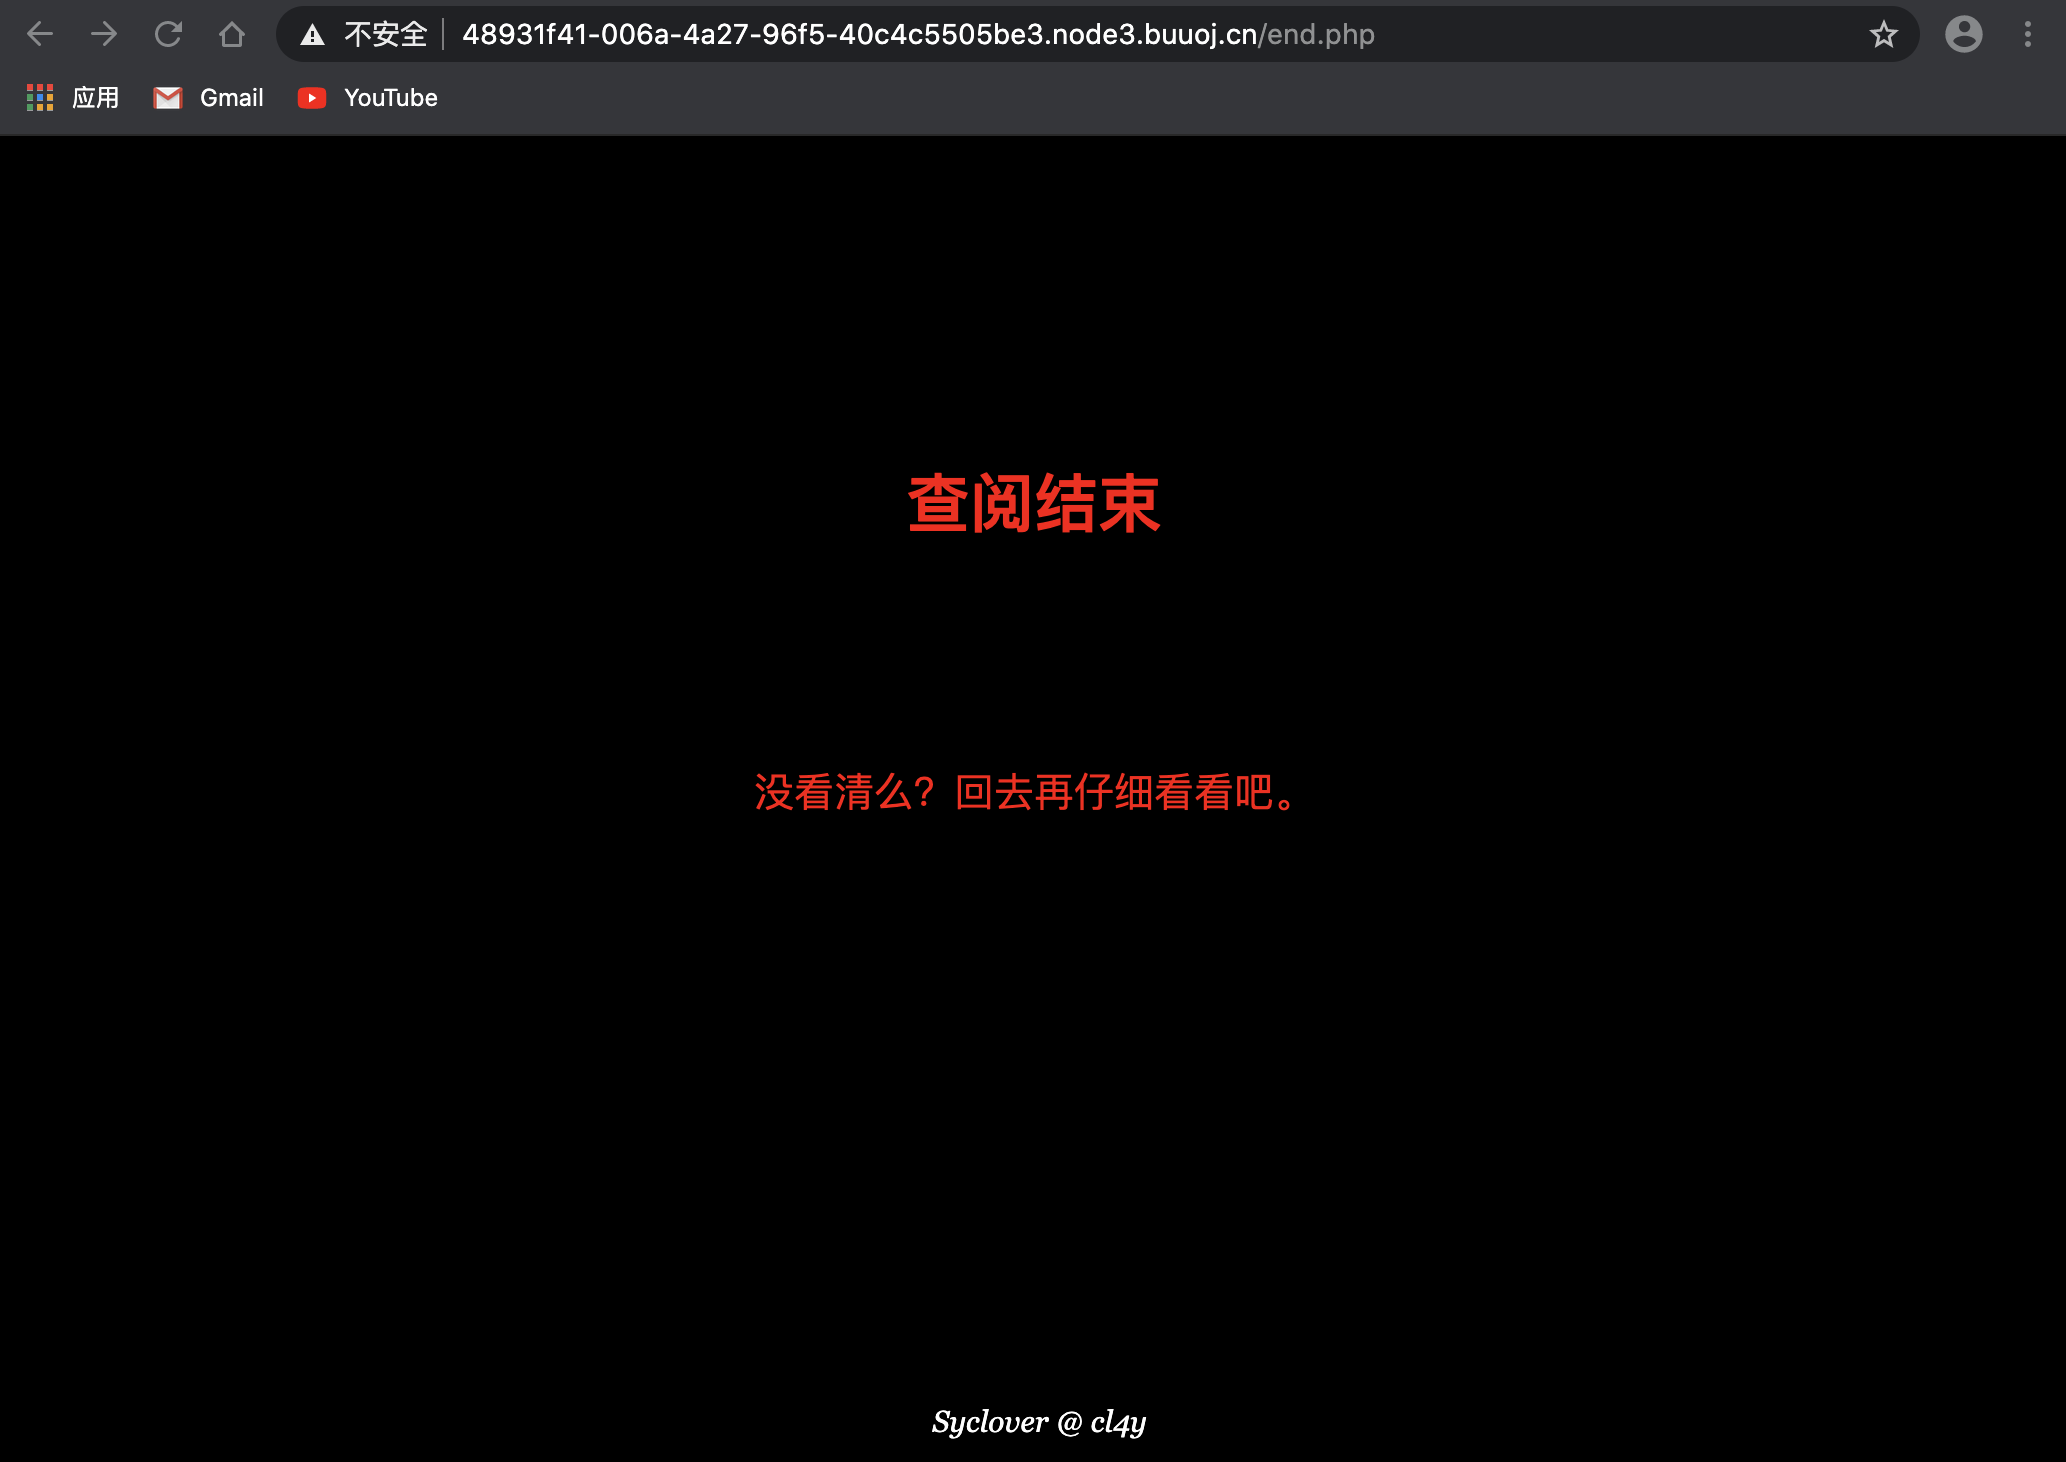 不安全 48931f41-006a-4a27-96f5-40c4c5505be3.node3.buuoj.cn/end.php
应用 Gmail YouTube
查阅结束
没看清么？回去再仔细看看吧。
Syclover @ cl4y